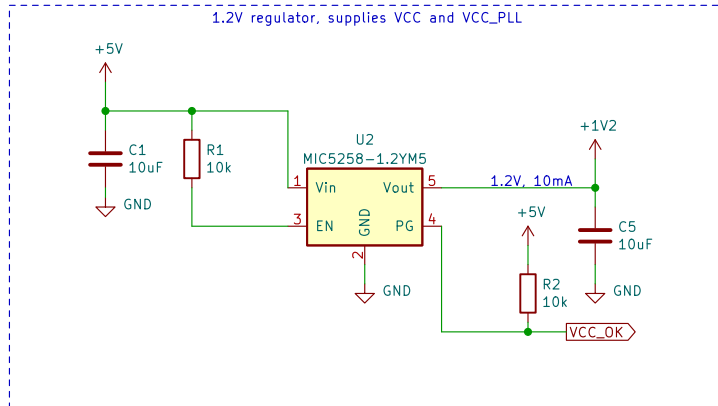 1.2V regulator, supplies VCC and VCC_PLL
+5V
C1
10uF
GND
R1
10k
U2
MIC5258-1.2YM5
1
Vin
3
EN
GND
2
Vout
5
PG
4
GND
1.2V, 10mA
+1V2
+5V
C5
10uF
GND
R2
10k
VCC_OK